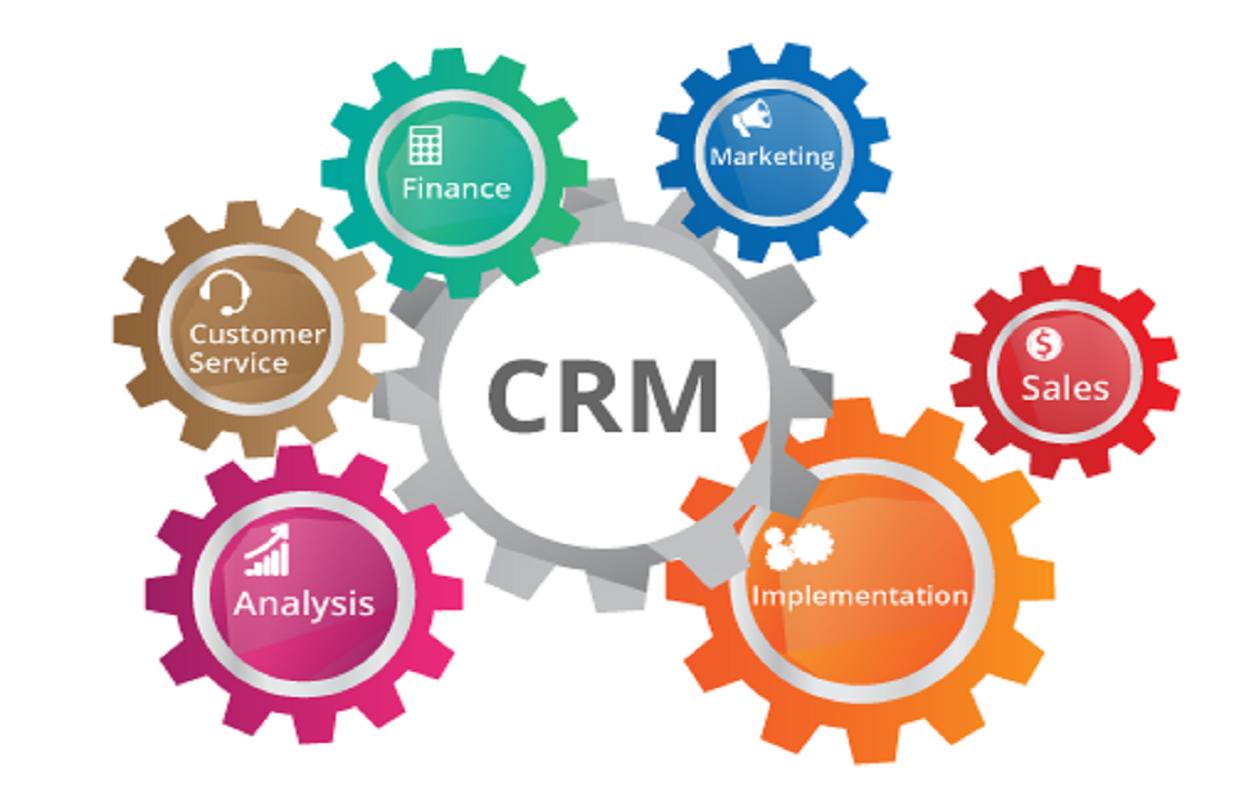 Finance
Marketing
Customer
Service
CRM
$
Sales
Analysis
Implementation